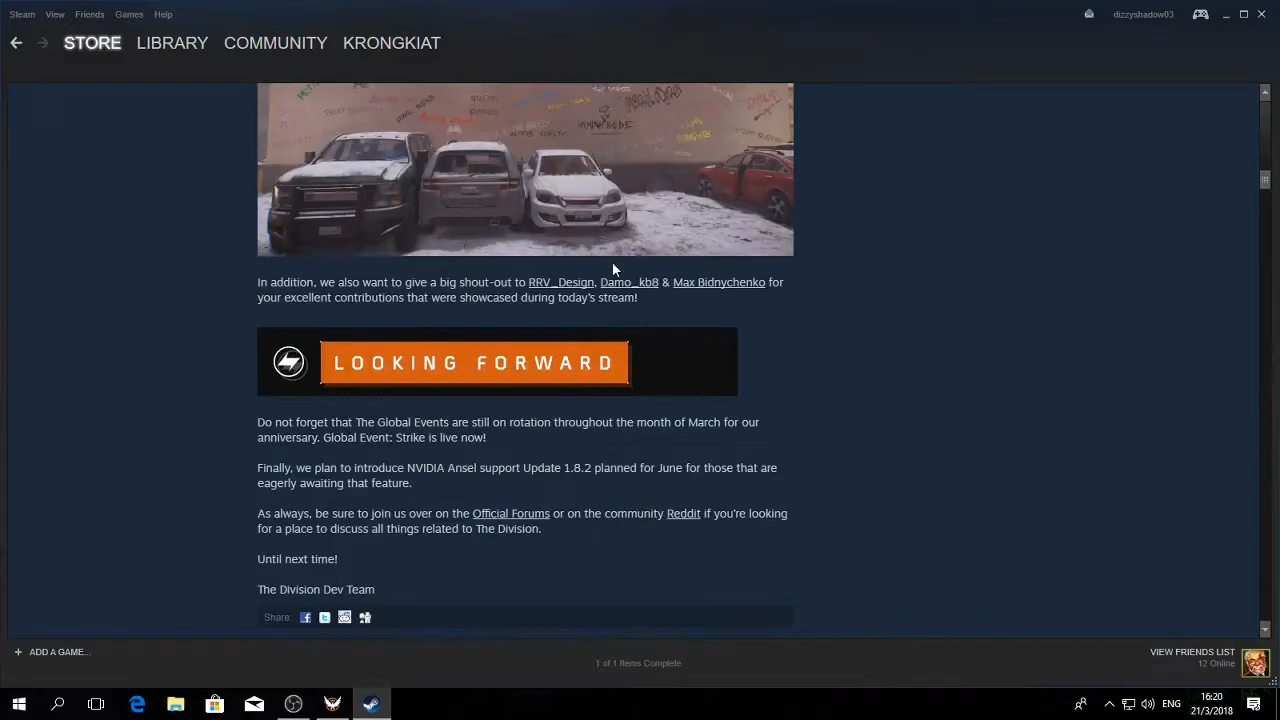 Steam View Friends Games Help dizzyshadow03
STORE LIBRARY COMMUNITY KRONGKIAT
In addition, we also want to give a big shout-out to RRV_Design, Damo_kb8 & Max Bidnychenko for
your excellent contributions that were showcased during today's stream!
LOOKING FORWARD
Do not forget that The Global Events are still on rotation throughout the month of March for our
anniversary. Global Event: Strike is live now!
Finally, we plan to introduce NVIDIA Ansel support Update 1.8.2 planned for June for those that are
eagerly awaiting that feature.
As always, be sure to join us over on the Official Forums or on the community Reddit if you're looking
for a place to discuss all things related to The Division.
Until next time!
The Division Dev Team
Share:
+ ADD A GAME...
1 of 1 Items Complete
VIEW FRIENDS LIST
12 Online
ENG
16:20
21/3/2018